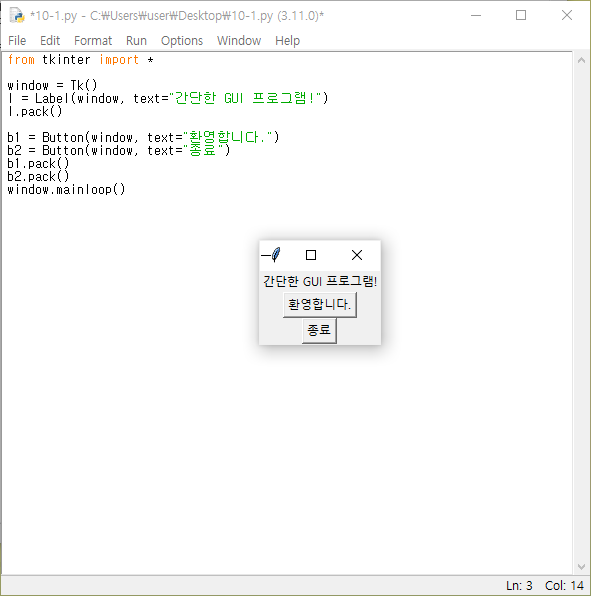 *10-1.py - C:₩Users₩user₩Desktop₩10-1.py (3.11.0)*
File Edit Format Run Options Window Help
from tkinter import *
window = Tk()
l = Label(window, text="간단한 GUI 프로그램!")
l.pack()
b1 = Button(window, text="환영합니다.")
b2 = Button(window, text="종료")
b1.pack()
b2.pack()
window.mainloop()
간단한 GUI 프로그램!
환영합니다.
종료
Ln: 3 Col: 14